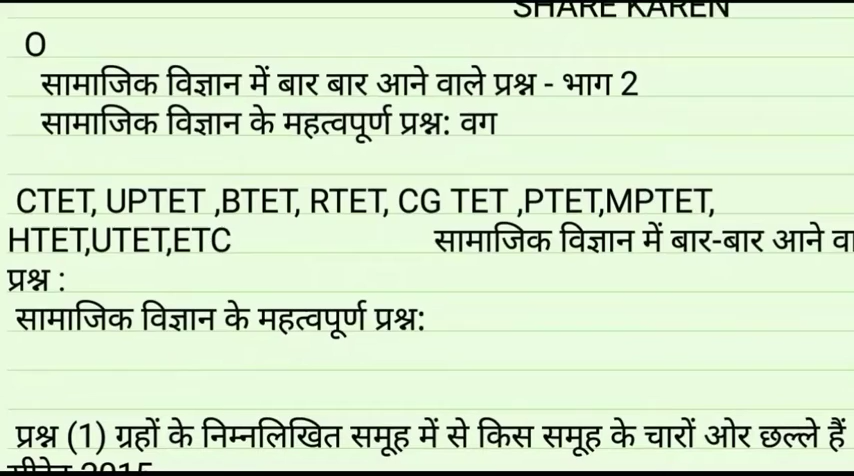 SHARE KAREN
O
सामाजिक विज्ञान में बार बार आने वाले प्रश्न - भाग 2
सामाजिक विज्ञान के महत्वपूर्ण प्रश्न: वग
CTET, UPTET ,BTET, RTET, CG TET ,PTET,MPTET,
HTET,UTET,ETC सामाजिक विज्ञान में बार-बार आने वा
प्रश्न :
सामाजिक विज्ञान के महत्वपूर्ण प्रश्न:
प्रश्न (1) ग्रहों के निम्नलिखित समूह में से किस समूह के चारों ओर छल्ले हैं
2015